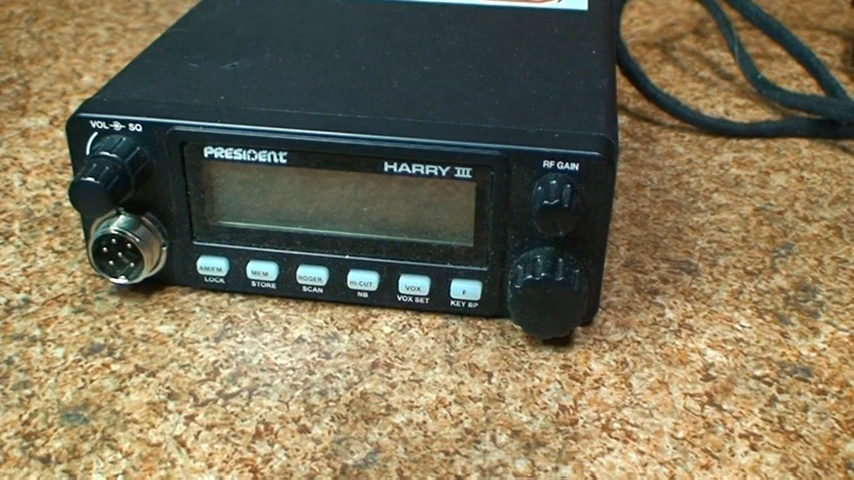 VOL SQ
PRESIDENT
HARRY III
RF GAIN
AM/FM MEM ROGER HI-CUT VOX F
LOCK STORE SCAN NB VOX SET KEY BP